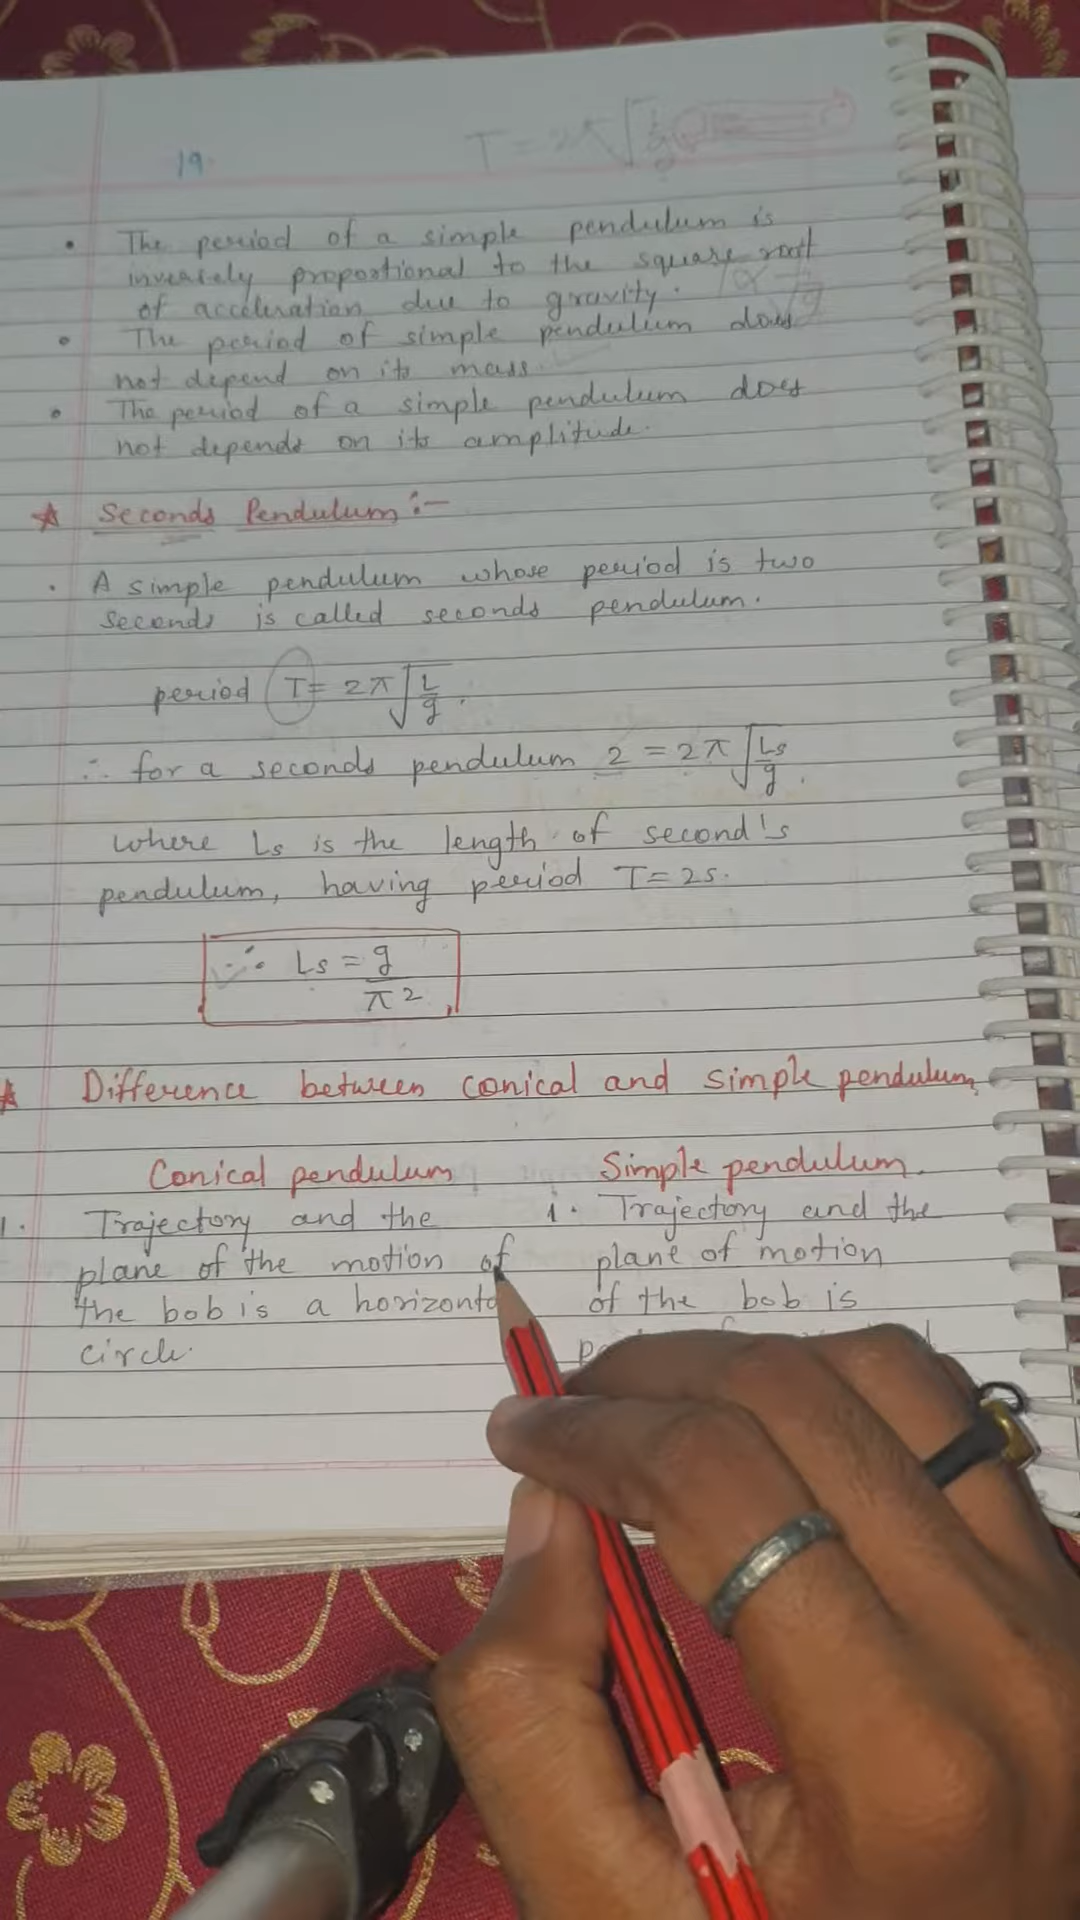 19
T = 2π√
• The period of a simple pendulum is
inversely proportional to the square root
of acceleration due to gravity.
• The period of simple pendulum does
not depend on its mass.
• The period of a simple pendulum does
not depends on its amplitude.
☆ Seconds Pendulum :-
. A simple pendulum whose period is two
seconds is called seconds pendulum.
period T = 2π√L/g.
∴ for a seconds pendulum 2 = 2π√Ls/g.
where Ls is the length of second's
pendulum, having period T = 2s.
∴ Ls = g/π2
☆ Difference between conical and simple pendulum
Conical pendulum
1. Trajectory and the
plane of the motion of
the bob is a
circle.
Simple pendulum.
1. Trajectory and the
plane of motion
of the bob is